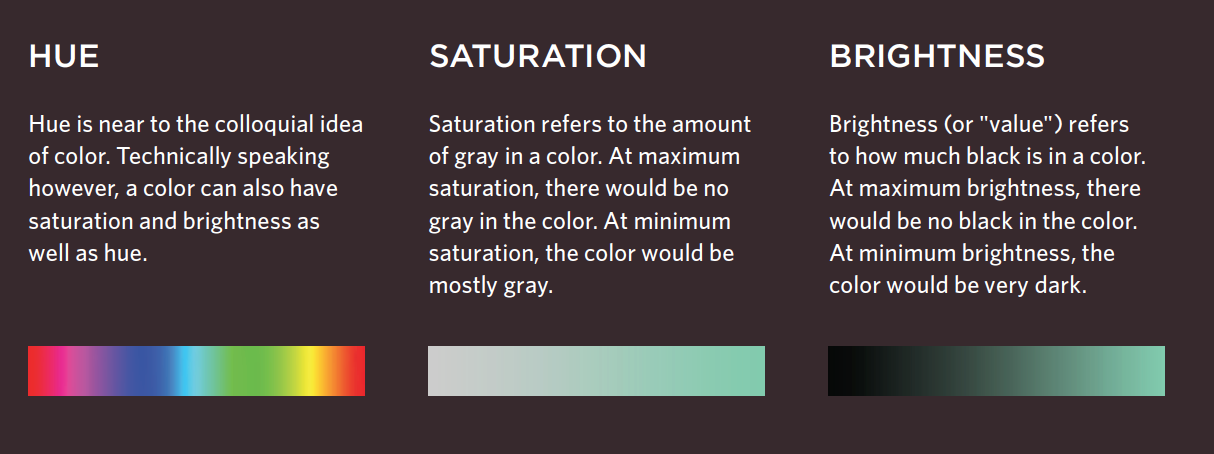 HUE
Hue is near to the colloquial idea
of color. Technically speaking
however, a color can also have
saturation and brightness as
well as hue.
SATURATION
Saturation refers to the amount
of gray in a color. At maximum
saturation, there would be no
gray in the color. At minimum
saturation, the color would be
mostly gray.
BRIGHTNESS
Brightness (or "value") refers
to how much black is in a color.
At maximum brightness, there
would be no black in the color.
At minimum brightness, the
color would be very dark.